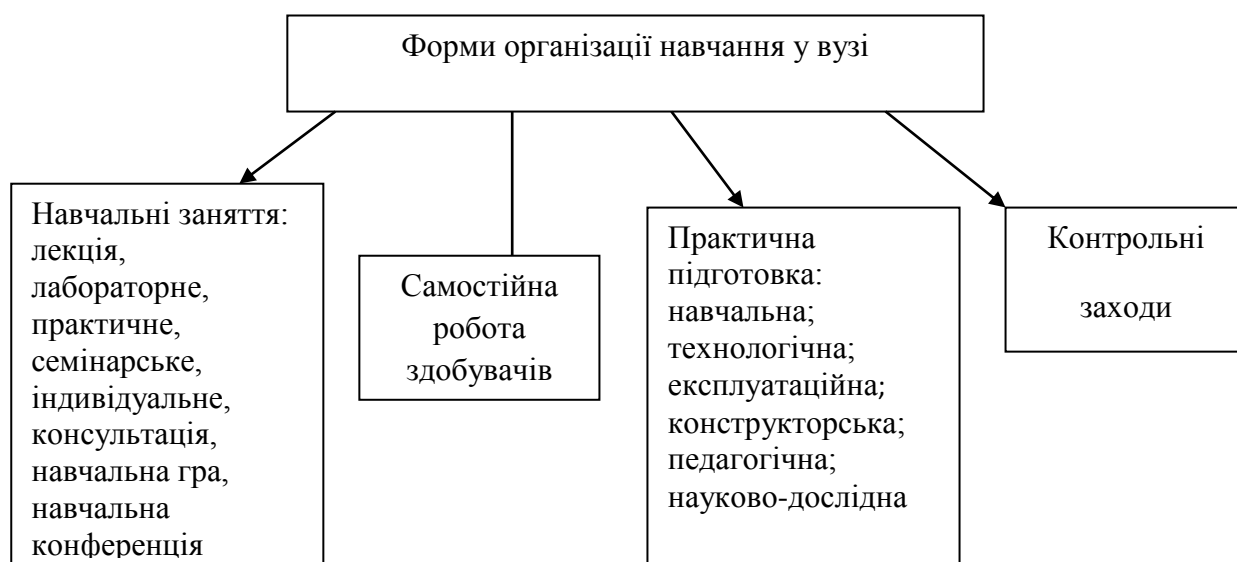 Форми організації навчання у вузі
Навчальні заняття:
лекція,
лабораторне,
практичне,
семінарське,
індивідуальне,
консультація,
навчальна гра,
навчальна
конференція
Самостійна
робота
здобувачів
Практична
підготовка:
навчальна;
технологічна;
експлуатаційна;
конструкторська;
педагогічна;
науково-дослідна
Контрольні
заходи